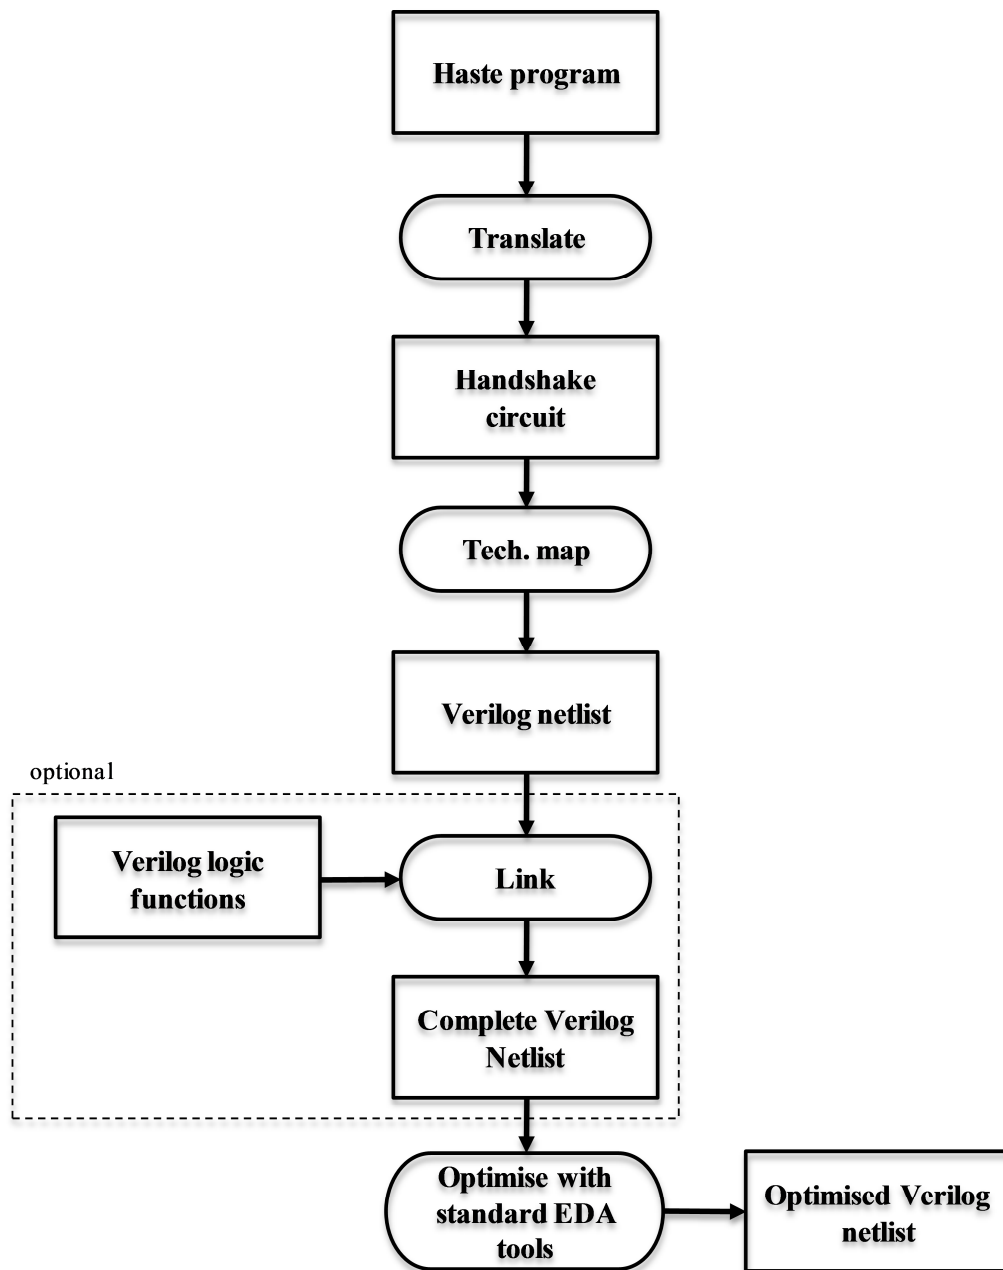 Haste program
Translate
Handshake
circuit
Tech. map
Verilog netlist
optional
Verilog logic
functions
Link
Complete Verilog
Netlist
Optimise with
standard EDA
tools
Optimised Verilog
netlist